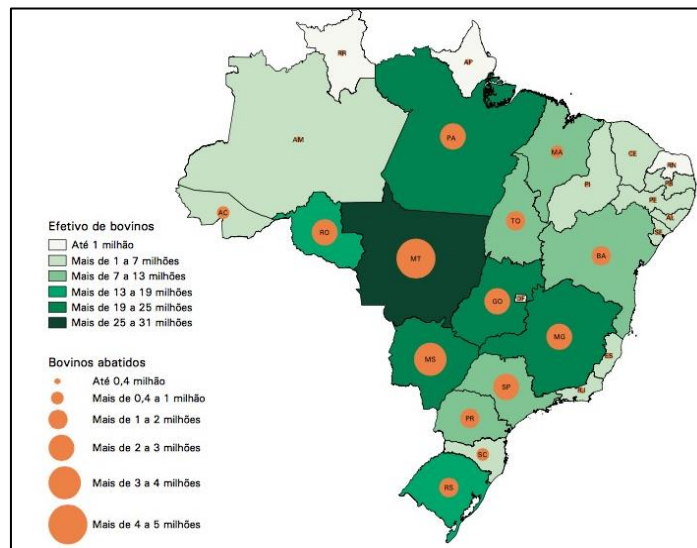 RR
AP
AM
PA
MA
CE
RN
PB
PE
AL
SE
PI
AC
RO
TO
BA
MT
GO
DF
MG
ES
MS
SP
RJ
PR
SC
RS
Efetivo de bovinos
Até 1 milhão
Mais de 1 a 7 milhões
Mais de 7 a 13 milhões
Mais de 13 a 19 milhões
Mais de 19 a 25 milhões
Mais de 25 a 31 milhões
Bovinos abatidos
Até 0,4 milhão
Mais de 0,4 a 1 milhão
Mais de 1 a 2 milhões
Mais de 2 a 3 milhões
Mais de 3 a 4 milhões
Mais de 4 a 5 milhões